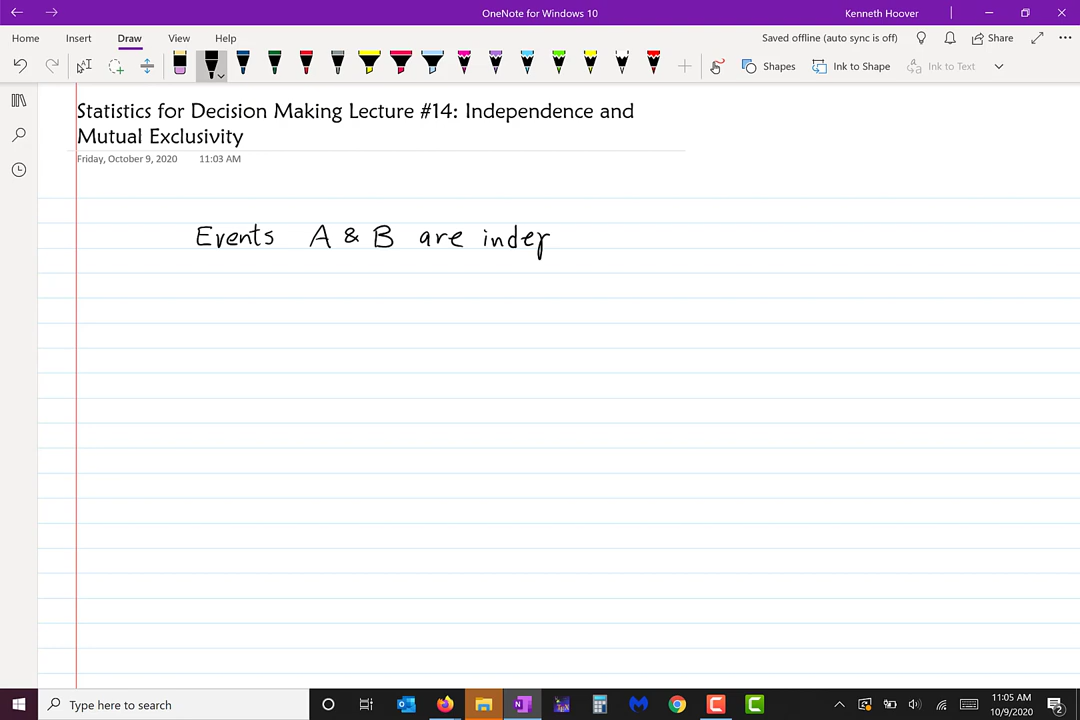 OneNote for Windows 10
Kenneth Hoover
Home Insert Draw View Help
Saved offline (auto sync is off)
Share
Shapes
Ink to Shape
Ink to Text
Statistics for Decision Making Lecture #14: Independence and
Mutual Exclusivity
Friday, October 9, 2020 11:03 AM
Events A & B are indep
Type here to search
11:05 AM
10/9/2020
2